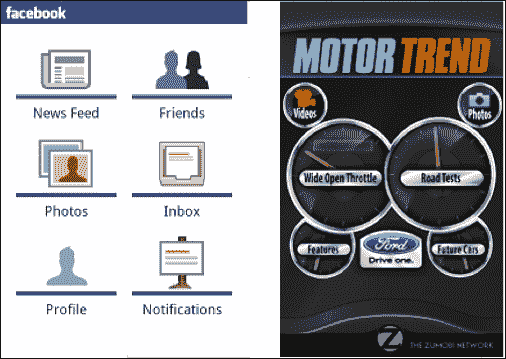 facebook
News Feed
Friends
Photos
Inbox
Profile
Notifications
MOTOR TREND
Videos
Photos
Wide Open Throttle
Road Tests
Features
Ford
Drive one.
Future Cars
Z THE ZUMOBI NETWORK